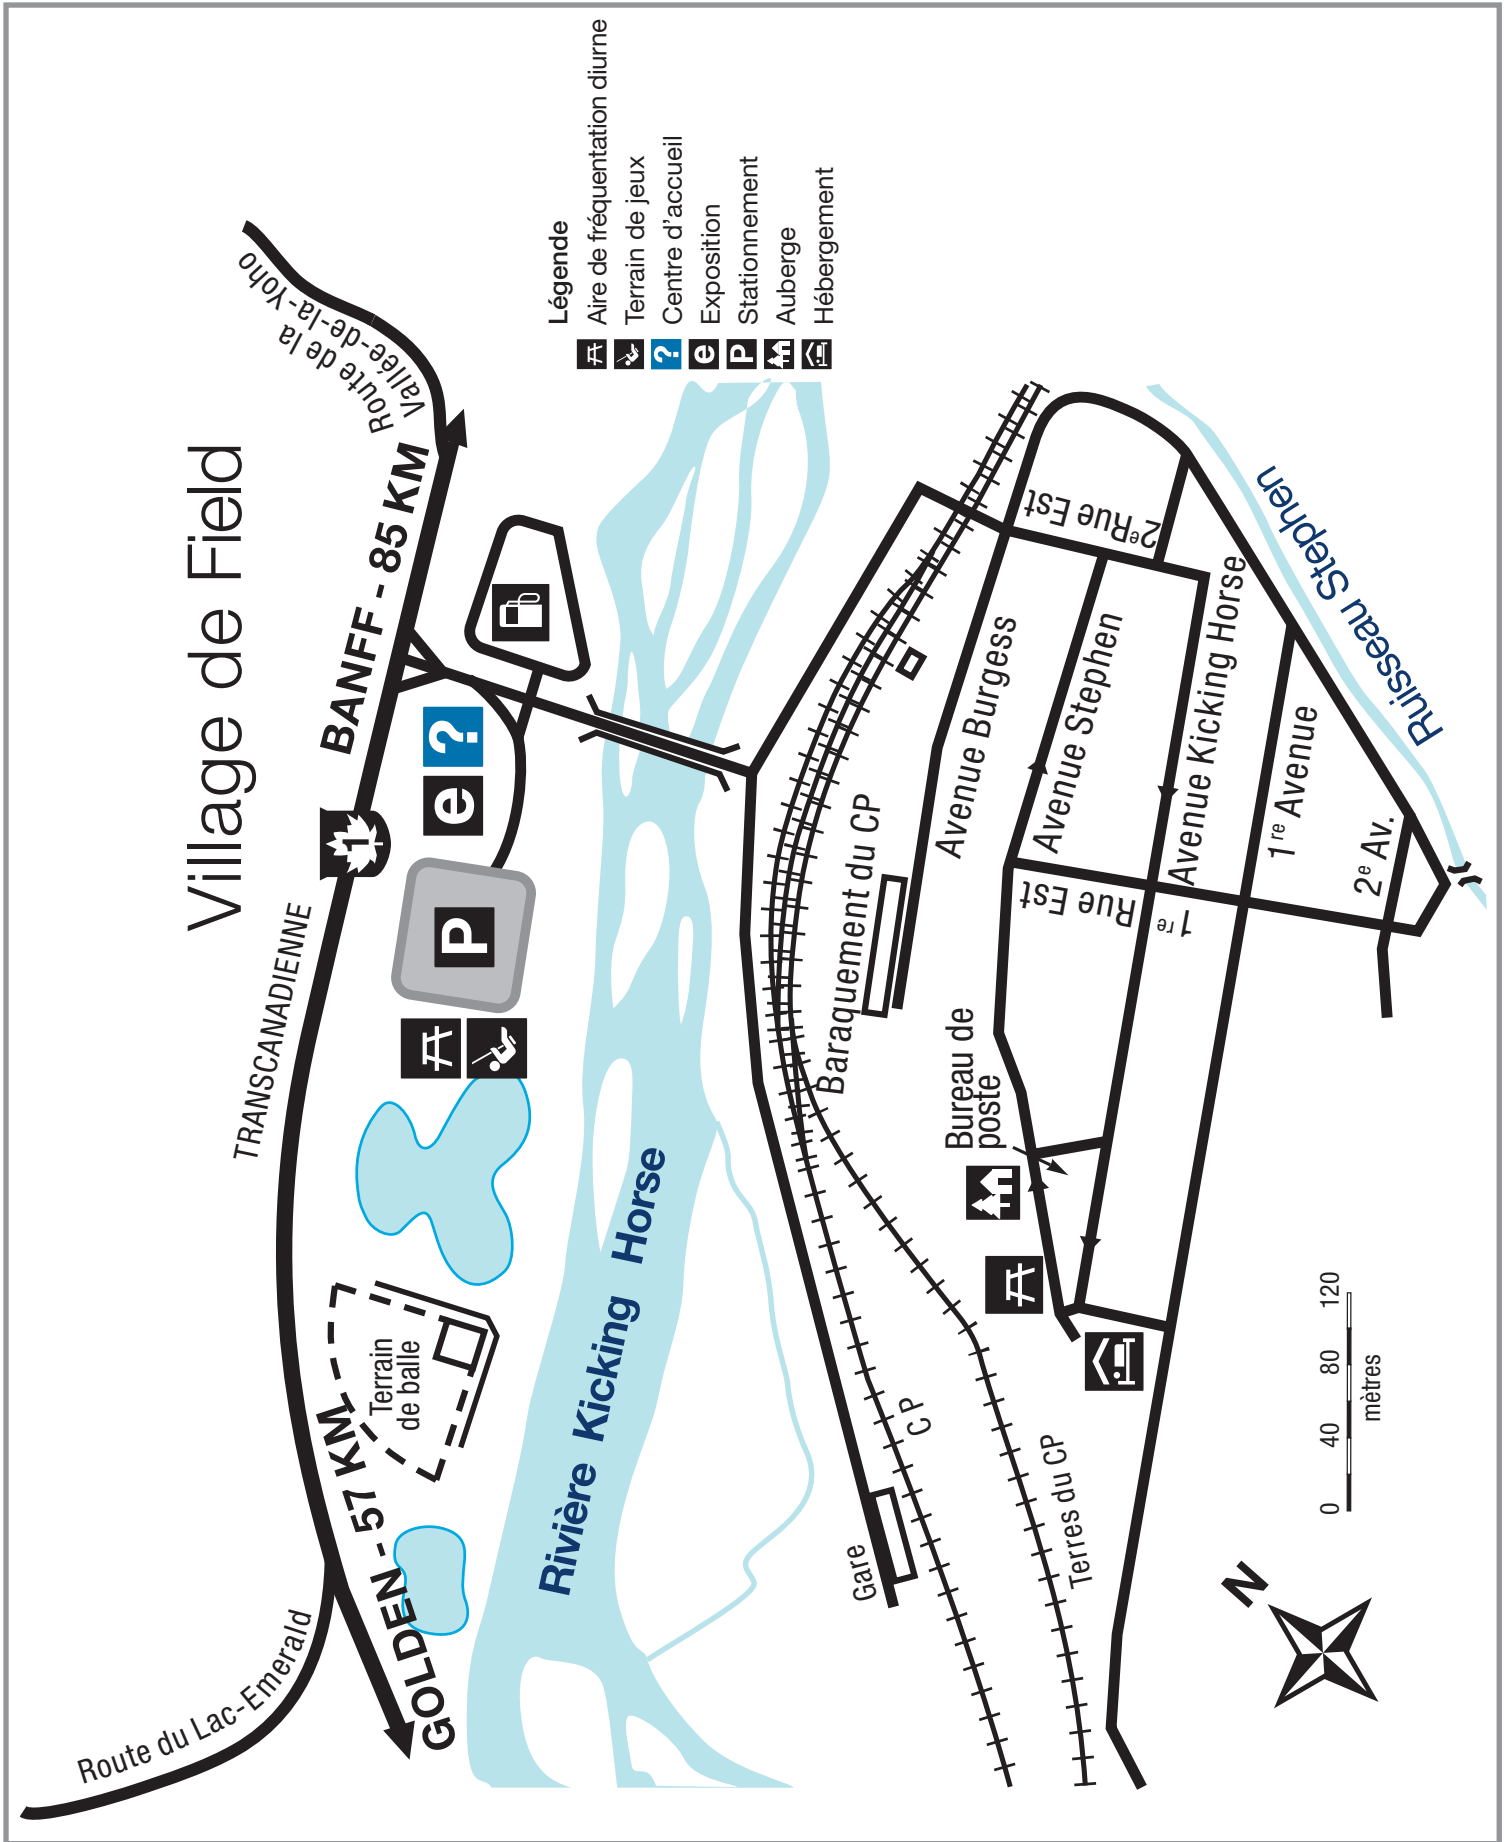 Village de Field
Route de la
Vallée-de-la-Yoho
BANFF - 85 KM
1
TRANSCANADIENNE
GOLDEN - 57 KM
Route du Lac-Emerald
e
?
P
Terrain
de balle
Légende
Aire de fréquentation diurne
Terrain de jeux
? Centre d'accueil
e Exposition
P Stationnement
Auberge
Hébergement
Rivière Kicking Horse
Gare
C P
Terres du CP
Baraquement du CP
Bureau de
poste
Avenue Burgess
Avenue Stephen
Avenue Kicking Horse
1re Avenue
2e Av.
1re Rue Est
2e Rue Est
Ruisseau Stephen
N
0 40 80 120
mètres